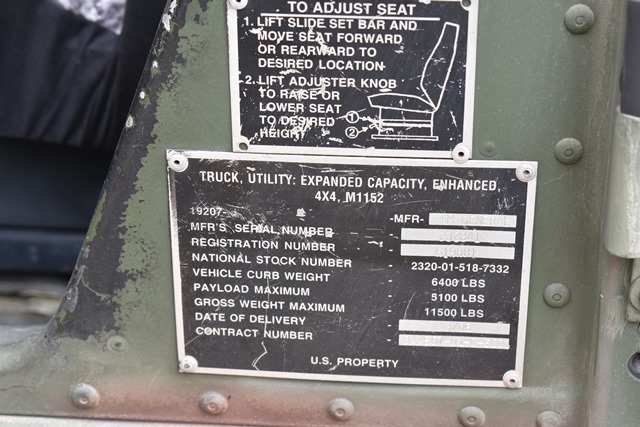 TO ADJUST SEAT
1. LIFT SLIDE SET BAR AND
MOVE SEAT FORWARD
OR REARWARD TO
DESIRED LOCATION
2. LIFT ADJUSTER KNOB
TO RAISE OR
LOWER SEAT
TO DESIRED
HEIGHT
1
2
TRUCK, UTILITY: EXPANDED CAPACITY, ENHANCED,
4X4, M1152
19207- -MFR- AM GENERAL
MFR'S SERIAL NUMBER -
REGISTRATION NUMBER -
NATIONAL STOCK NUMBER - 2320-01-518-7332
VEHICLE CURB WEIGHT - 6400 LBS
PAYLOAD MAXIMUM - 5100 LBS
GROSS WEIGHT MAXIMUM - 11500 LBS
DATE OF DELIVERY -
CONTRACT NUMBER -
U.S. PROPERTY